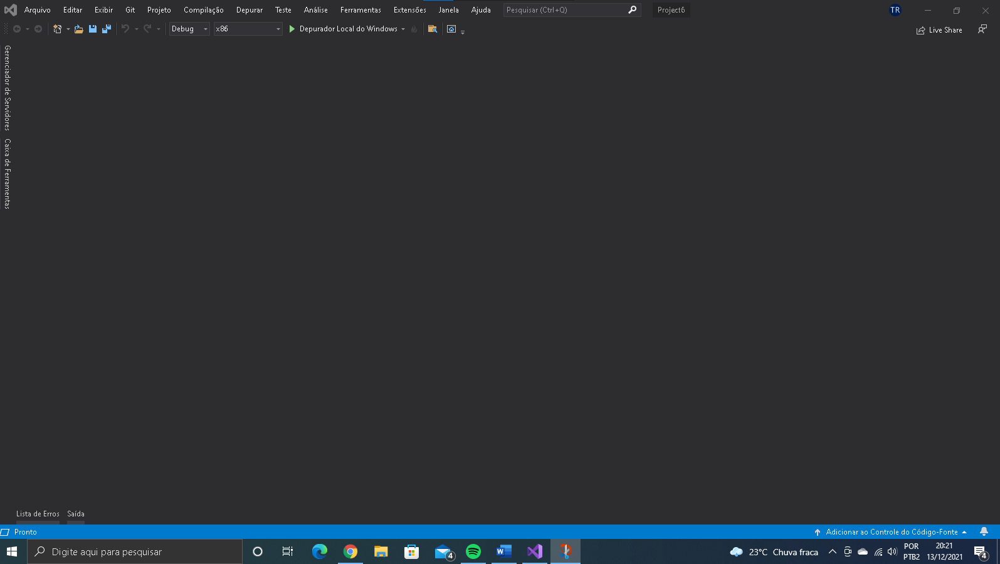 Arquivo Editar Exibir Git Projeto Compilação Depurar Teste Análise Ferramentas Extensões Janela Ajuda Pesquisar (Ctrl+Q) Project6 TR
Debug x86 Depurador Local do Windows Live Share
Gerenciador de Servidores
Caixa de Ferramentas
Lista de Erros Saída
Pronto Adicionar ao Controle do Código-Fonte
Digite aqui para pesquisar 4 W 23°C Chuva fraca POR 20:21
PTB2 13/12/2021 4